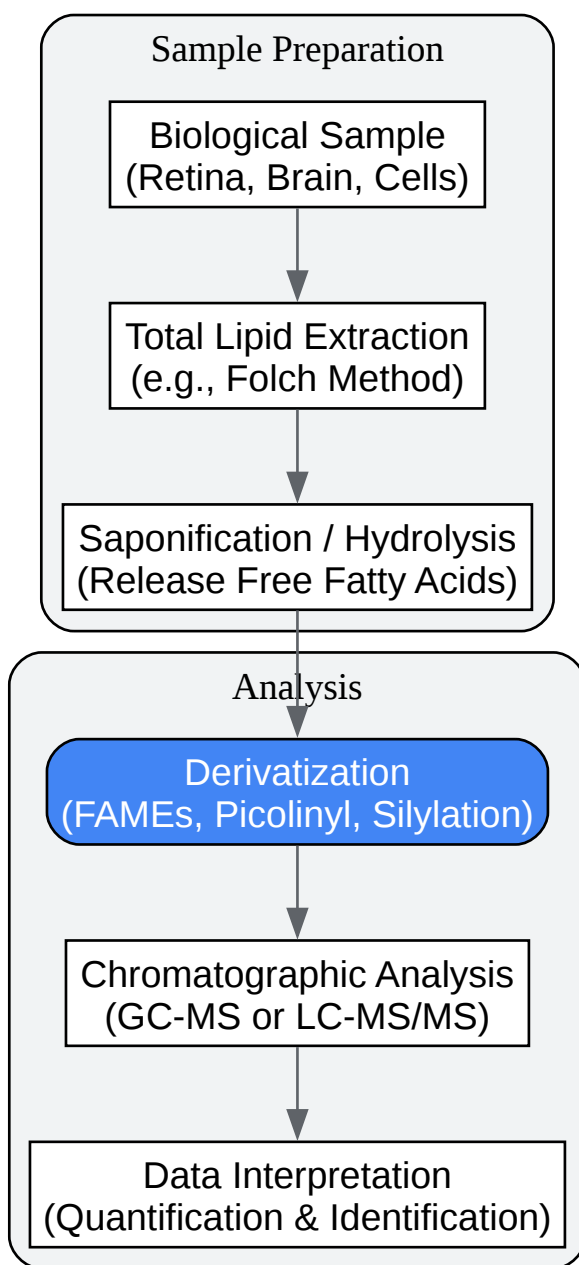 Sample Preparation
Biological Sample
(Retina, Brain, Cells)
Total Lipid Extraction
(e.g., Folch Method)
Saponification / Hydrolysis
(Release Free Fatty Acids)
Analysis
Derivatization
(FAMEs, Picolinyl, Silylation)
Chromatographic Analysis
(GC-MS or LC-MS/MS)
Data Interpretation
(Quantification & Identification)